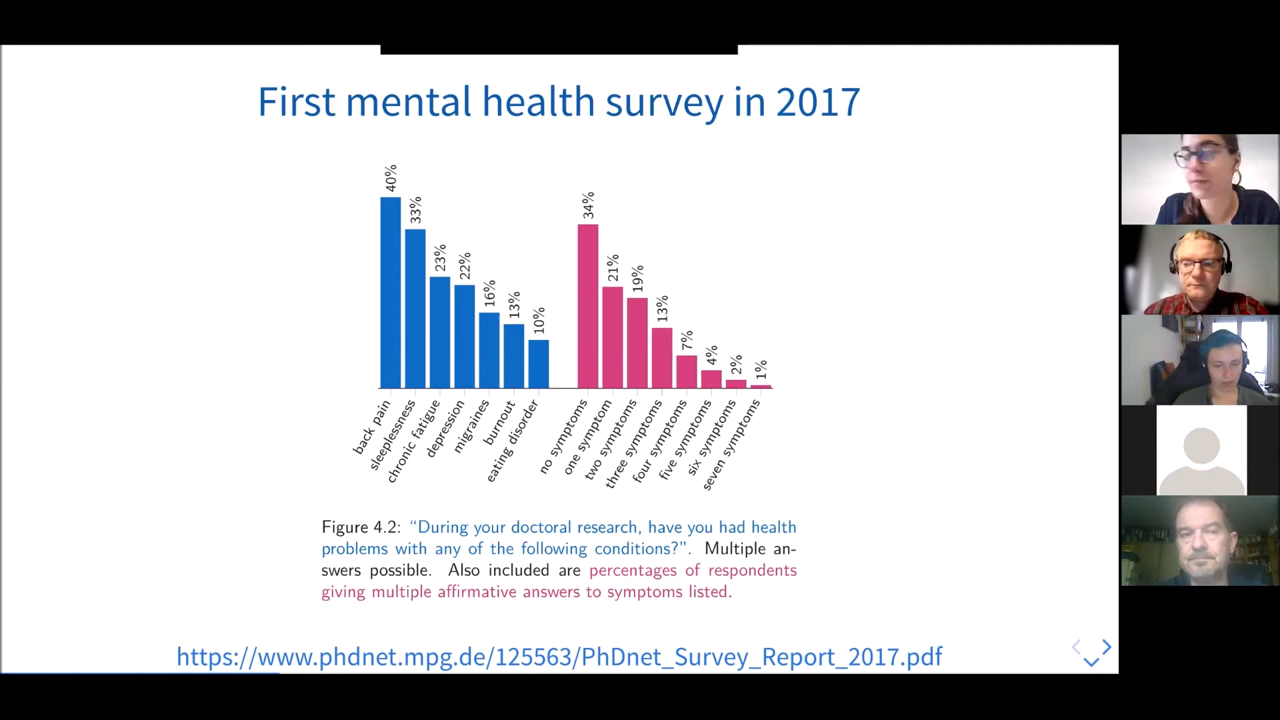 First mental health survey in 2017
40%
33%
23%
22%
16%
13%
10%
34%
21%
19%
13%
7%
4%
2%
1%
back pain
sleeplessness
chronic fatigue
depression
migraines
burnout
eating disorder
no symptoms
one symptom
two symptoms
three symptoms
four symptoms
five symptoms
six symptoms
seven symptoms
Figure 4.2: “During your doctoral research, have you had health
problems with any of the following conditions?”. Multiple an-
swers possible. Also included are percentages of respondents
giving multiple affirmative answers to symptoms listed.
https://www.phdnet.mpg.de/125563/PhDnet_Survey_Report_2017.pdf